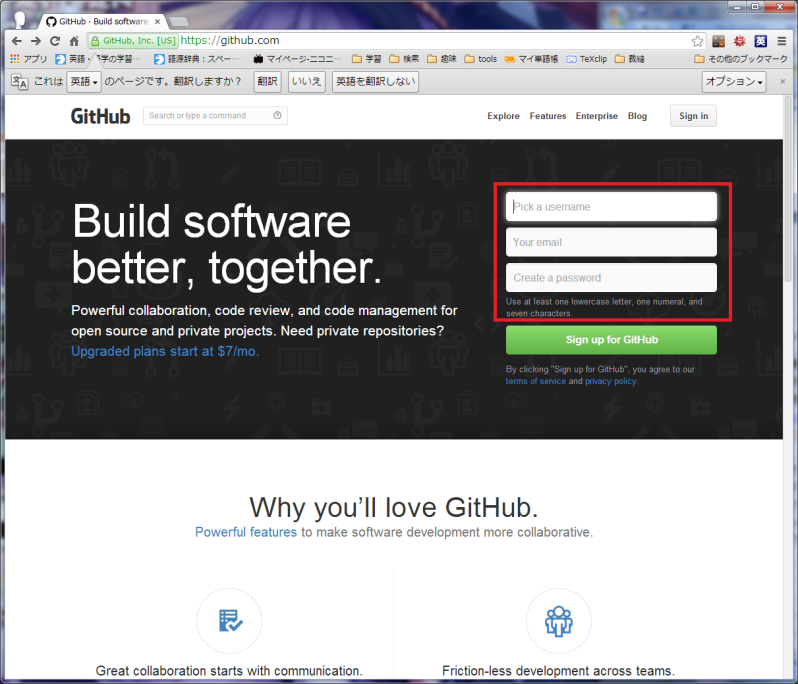 GitHub · Build software
GitHub, Inc. [US] https://github.com
アプリ 英語 - 『学の学習… 語源辞典:スペー… マイページ-ニコニ… 学習 検索 趣味 tools マイ単語帳 TeXclip 裁縫 その他のブックマーク
これは 英語 のページです。翻訳しますか? 翻訳 いいえ 英語を翻訳しない オプション
GitHub Search or type a command Explore Features Enterprise Blog Sign in
Build software
better, together.
Powerful collaboration, code review, and code management for
open source and private projects. Need private repositories?
Upgraded plans start at $7/mo.
Pick a username
Your email
Create a password
Use at least one lowercase letter, one numeral, and
seven characters.
Sign up for GitHub
By clicking "Sign up for GitHub", you agree to our
terms of service and privacy policy.
Why you'll love GitHub.
Powerful features to make software development more collaborative.
Great collaboration starts with communication.
Friction-less development across teams.